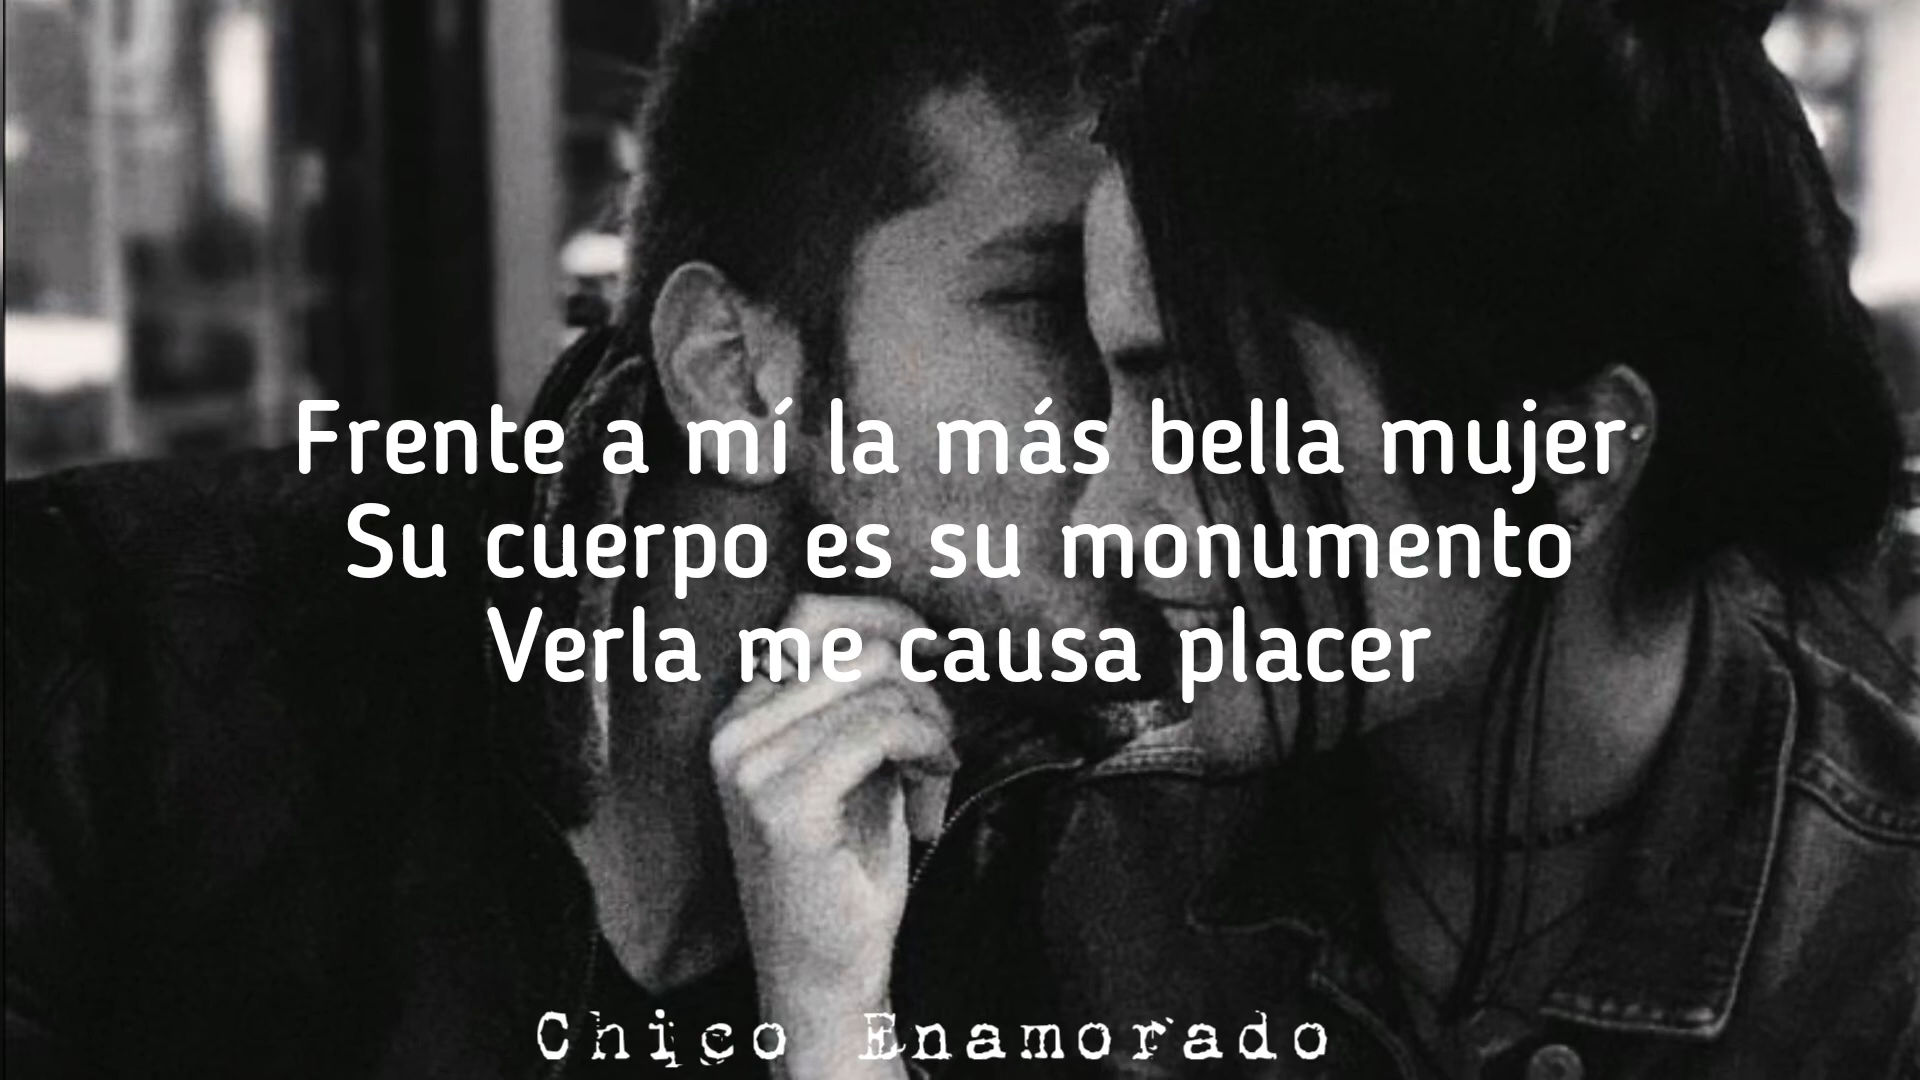 Frente a mí la más bella mujer
Su cuerpo es su monumento
Verla me causa placer
Chico Enamorado